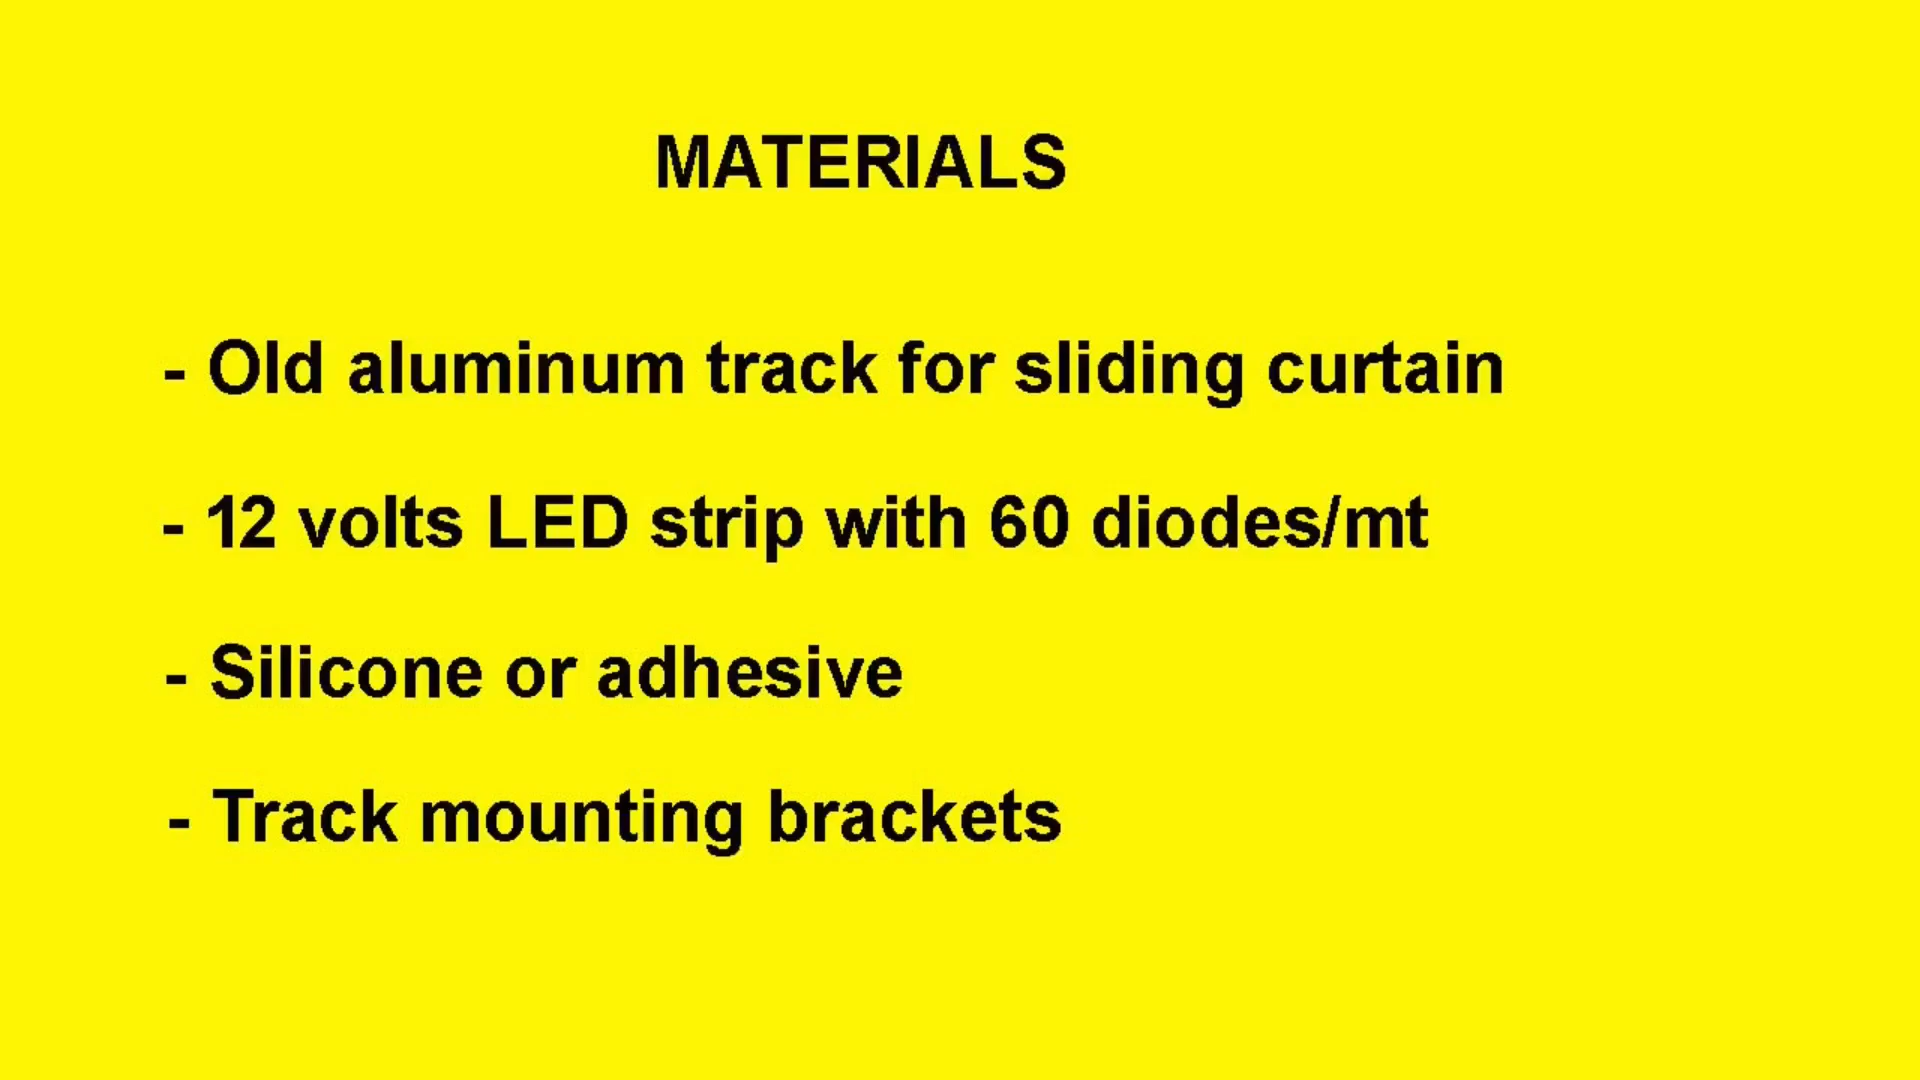 MATERIALS
- Old aluminum track for sliding curtain
- 12 volts LED strip with 60 diodes/mt
- Silicone or adhesive
- Track mounting brackets